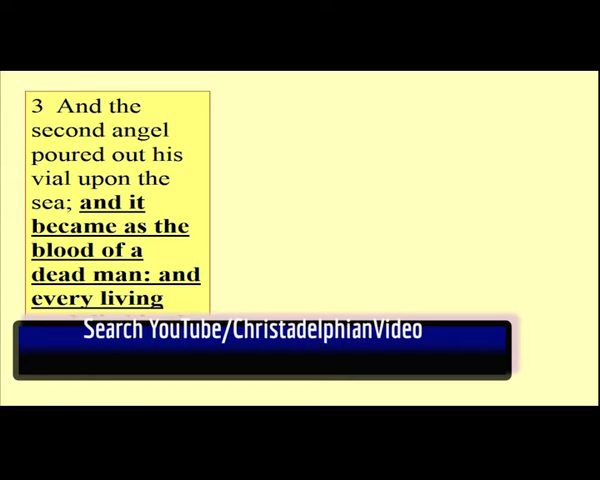 3 And the
second angel
poured out his
vial upon the
sea; and it
became as the
blood of a
dead man: and
every living
Search YouTube/ChristadelphianVideo